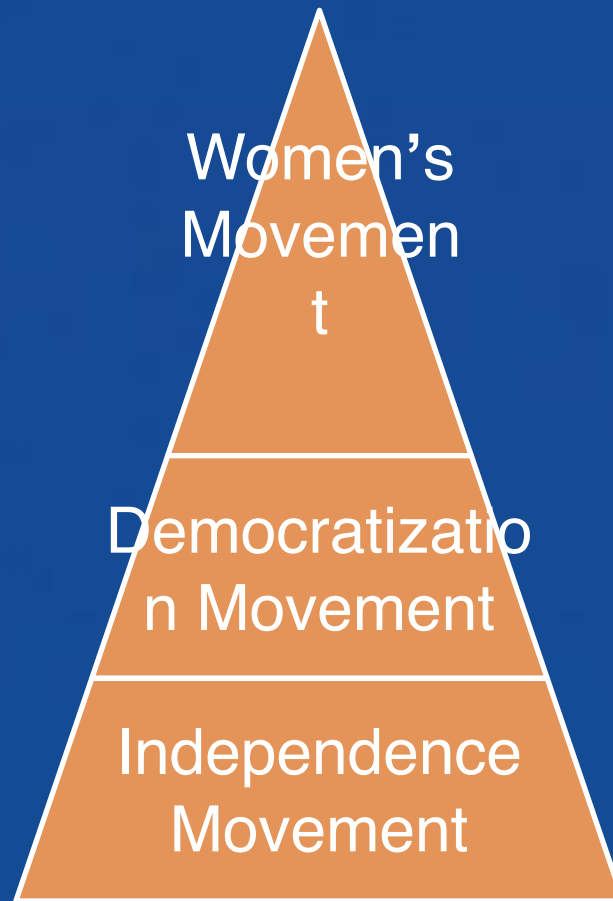 Women’s
Movemen
t
Democratizatio
n Movement
Independence
Movement